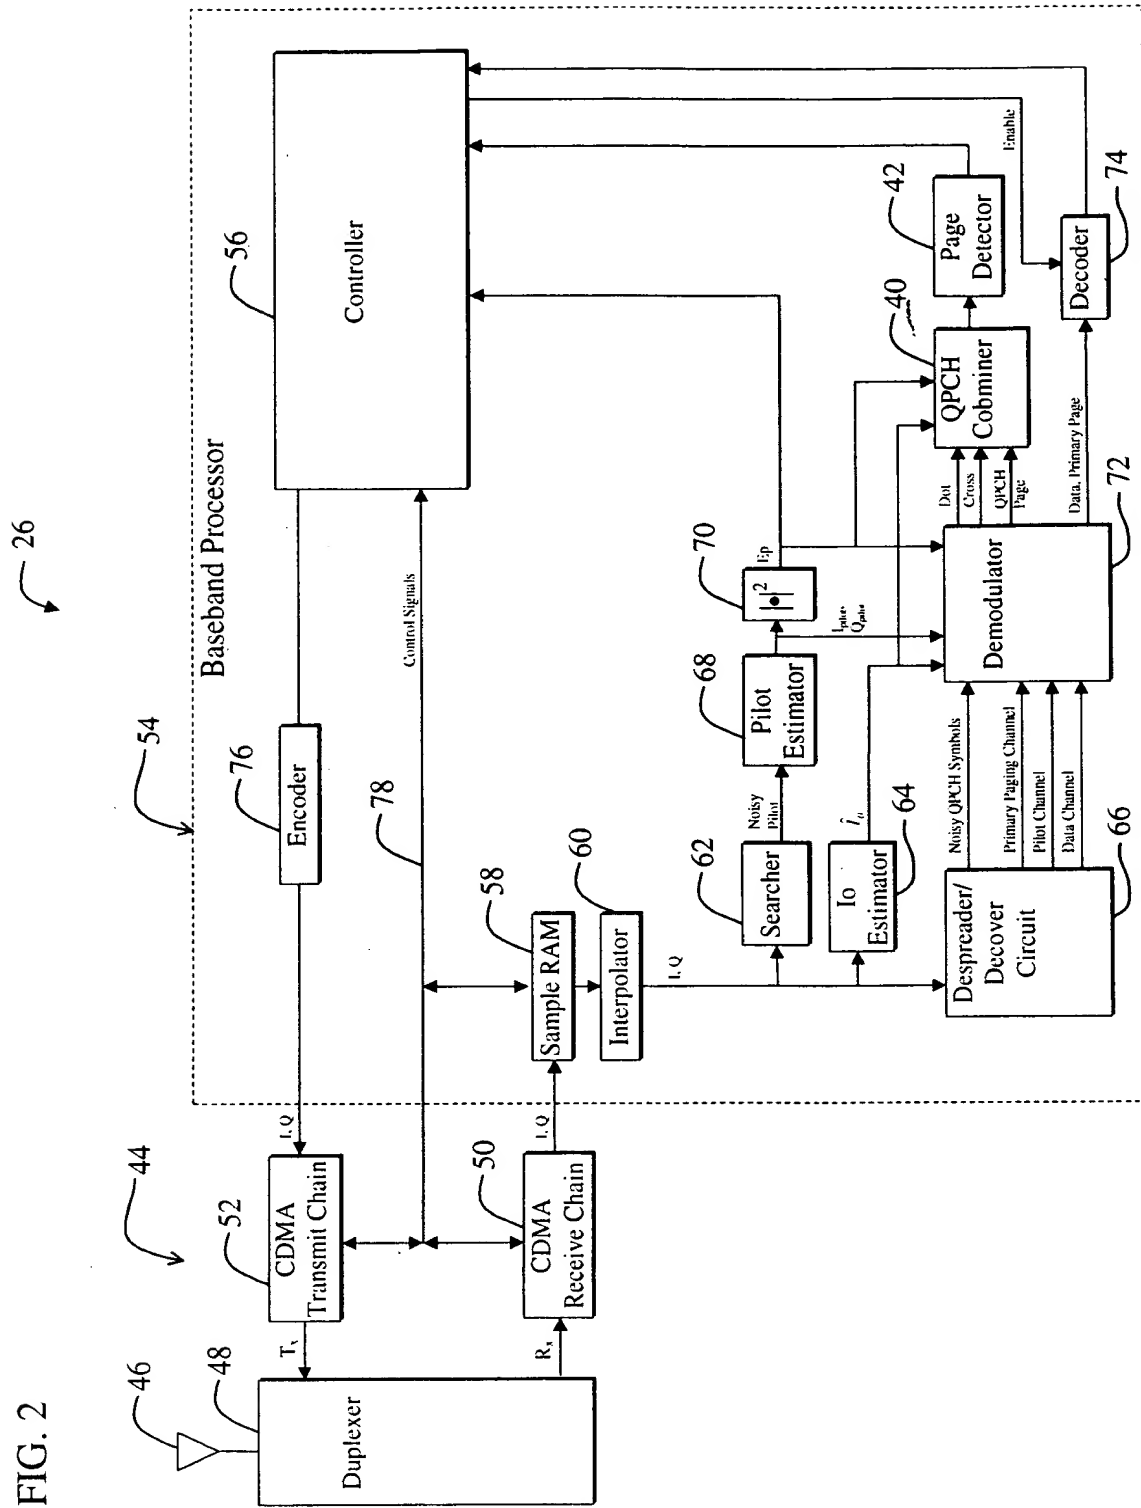 FIG. 2
26
46
48
Duplexer
44
Tx
Rx
52
CDMA
Transmit Chain
50
CDMA
Receive Chain
I, Q
I, Q
54
Baseband Processor
76
Encoder
78
Control Signals
56
Controller
58
Sample RAM
60
Interpolator
I, Q
62
Searcher
Noisy
Pilot
64
Io
Estimator
Îo
66
Despreader/
Decover
Circuit
Noisy QPCH Symbols
Primary Paging Channel
Pilot Channel
Data Channel
68
Pilot
Estimator
Ipilot,
Qpilot
70
|•|2
Ep
72
Demodulator
Dot
Cross
QPCH
Page
Data, Primary Page
40
QPCH
Cobminer
42
Page
Detector
Enable
74
Decoder